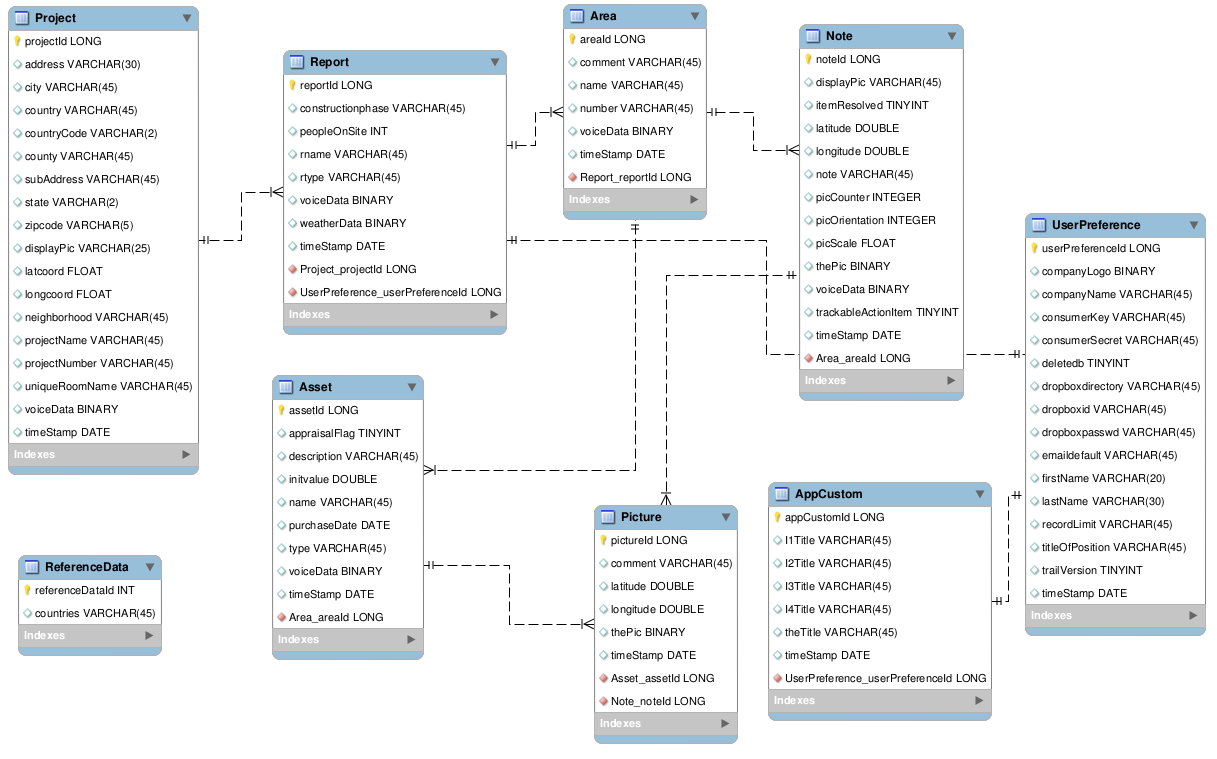 Project
projectId LONG
address VARCHAR(30)
city VARCHAR(45)
country VARCHAR(45)
countryCode VARCHAR(2)
county VARCHAR(45)
subAddress VARCHAR(45)
state VARCHAR(2)
zipcode VARCHAR(5)
displayPic VARCHAR(25)
latcoord FLOAT
longcoord FLOAT
neighborhood VARCHAR(45)
projectName VARCHAR(45)
projectNumber VARCHAR(45)
uniqueRoomName VARCHAR(45)
voiceData BINARY
timeStamp DATE
Indexes
Report
reportId LONG
constructionphase VARCHAR(45)
peopleOnSite INT
rname VARCHAR(45)
rtype VARCHAR(45)
voiceData BINARY
weatherData BINARY
timeStamp DATE
Project_projectId LONG
UserPreference_userPreferenceId LONG
Indexes
Area
areaId LONG
comment VARCHAR(45)
name VARCHAR(45)
number VARCHAR(45)
voiceData BINARY
timeStamp DATE
Report_reportId LONG
Indexes
Note
noteId LONG
displayPic VARCHAR(45)
itemResolved TINYINT
latitude DOUBLE
longitude DOUBLE
note VARCHAR(45)
picCounter INTEGER
picOrientation INTEGER
picScale FLOAT
thePic BINARY
voiceData BINARY
trackableActionItem TINYINT
timeStamp DATE
Area_areaId LONG
Indexes
UserPreference
userPreferenceId LONG
companyLogo BINARY
companyName VARCHAR(45)
consumerKey VARCHAR(45)
consumerSecret VARCHAR(45)
deletedb TINYINT
dropboxdirectory VARCHAR(45)
dropboxid VARCHAR(45)
dropboxpasswd VARCHAR(45)
emaildefault VARCHAR(45)
firstName VARCHAR(20)
lastName VARCHAR(30)
recordLimit VARCHAR(45)
titleOfPosition VARCHAR(45)
trailVersion TINYINT
timeStamp DATE
Indexes
Asset
assetId LONG
appraisalFlag TINYINT
description VARCHAR(45)
initvalue DOUBLE
name VARCHAR(45)
purchaseDate DATE
type VARCHAR(45)
voiceData BINARY
timeStamp DATE
Area_areaId LONG
Indexes
Picture
pictureId LONG
comment VARCHAR(45)
latitude DOUBLE
longitude DOUBLE
thePic BINARY
timeStamp DATE
Asset_assetId LONG
Note_noteId LONG
Indexes
AppCustom
appCustomId LONG
l1Title VARCHAR(45)
l2Title VARCHAR(45)
l3Title VARCHAR(45)
l4Title VARCHAR(45)
theTitle VARCHAR(45)
timeStamp DATE
UserPreference_userPreferenceId LONG
Indexes
ReferenceData
referenceDataId INT
countries VARCHAR(45)
Indexes